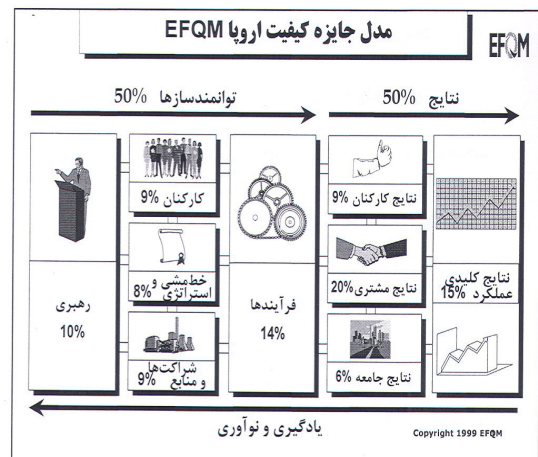 مدل جایزه کیفیت اروپا EFQM
EFQM
توانمندسازها 50%
نتایج 50%
رهبری
10%
کارکنان 9%
خطمشی و
استراتژی 8%
شراکت‌ها
و منابع 9%
فرآیندها
14%
نتایج کارکنان 9%
نتایج مشتری 20%
نتایج جامعه 6%
نتایج کلیدی
عملکرد 15%
یادگیری و نوآوری
Copyright 1999 EFQM